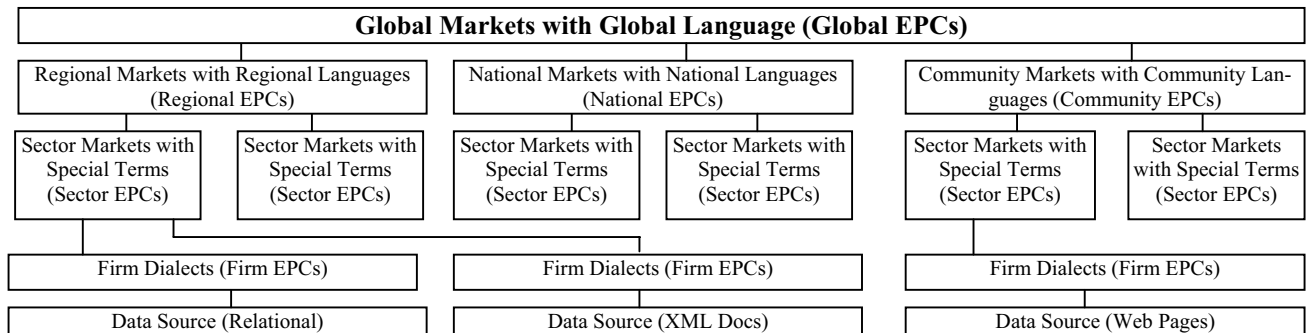 Global Markets with Global Language (Global EPCs)
Regional Markets with Regional Languages
(Regional EPCs)
National Markets with National Languages
(National EPCs)
Community Markets with Community Lan-
guages (Community EPCs)
Sector Markets with
Special Terms
(Sector EPCs)
Sector Markets with
Special Terms
(Sector EPCs)
Sector Markets with
Special Terms
(Sector EPCs)
Sector Markets with
Special Terms
(Sector EPCs)
Sector Markets with
Special Terms
(Sector EPCs)
Sector Markets
with Special Terms
(Sector EPCs)
Firm Dialects (Firm EPCs)
Firm Dialects (Firm EPCs)
Firm Dialects (Firm EPCs)
Data Source (Relational)
Data Source (XML Docs)
Data Source (Web Pages)